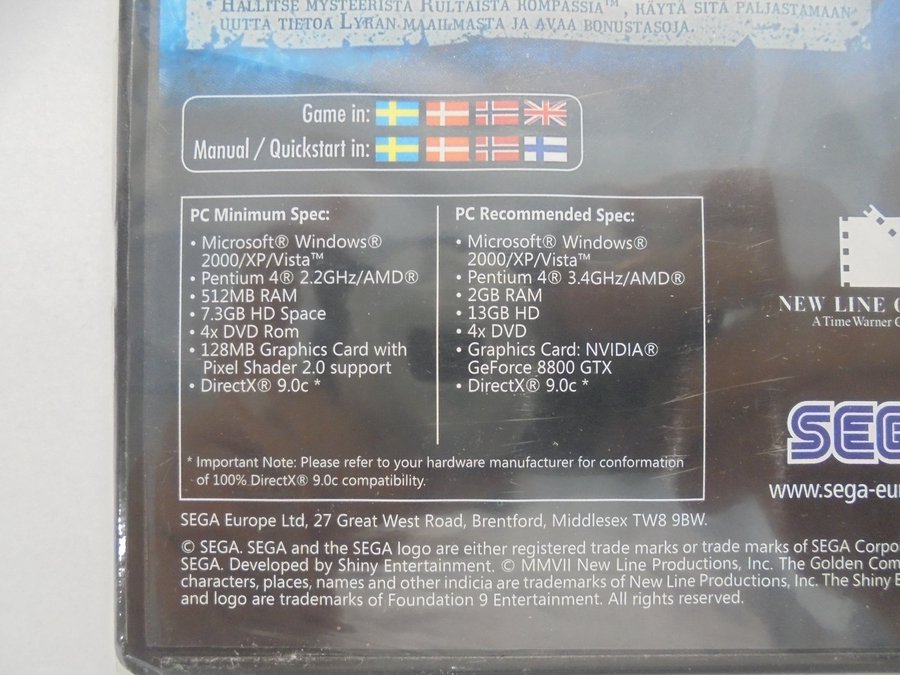 HALLITSE MYSTEERISTÄ KULTAISTA KOMPASSIA™, KÄYTÄ SITÄ PALJASTAMAAN
UUTTA TIETOA LYRAN MAAILMASTA JA AVAA BONUSTASOJA.
Game in:
Manual / Quickstart in:
PC Minimum Spec:
• Microsoft® Windows®
2000/XP/Vista™
• Pentium 4® 2.2GHz/AMD®
• 512MB RAM
• 7.3GB HD Space
• 4x DVD Rom
• 128MB Graphics Card with
Pixel Shader 2.0 support
• DirectX® 9.0c *
PC Recommended Spec:
• Microsoft® Windows®
2000/XP/Vista™
• Pentium 4® 3.4GHz/AMD®
• 2GB RAM
• 13GB HD
• 4x DVD
• Graphics Card: NVIDIA®
GeForce 8800 GTX
• DirectX® 9.0c *
* Important Note: Please refer to your hardware manufacturer for conformation
of 100% DirectX® 9.0c compatibility.
NEW LINE C
A Time Warner C
SEG
www.sega-eu
SEGA Europe Ltd, 27 Great West Road, Brentford, Middlesex TW8 9BW.
© SEGA. SEGA and the SEGA logo are either registered trade marks or trade marks of SEGA Corpo
SEGA. Developed by Shiny Entertainment. © MMVII New Line Productions, Inc. The Golden Com
characters, places, names and other indicia are trademarks of New Line Productions, Inc. The Shiny E
and logo are trademarks of Foundation 9 Entertainment. All rights reserved.